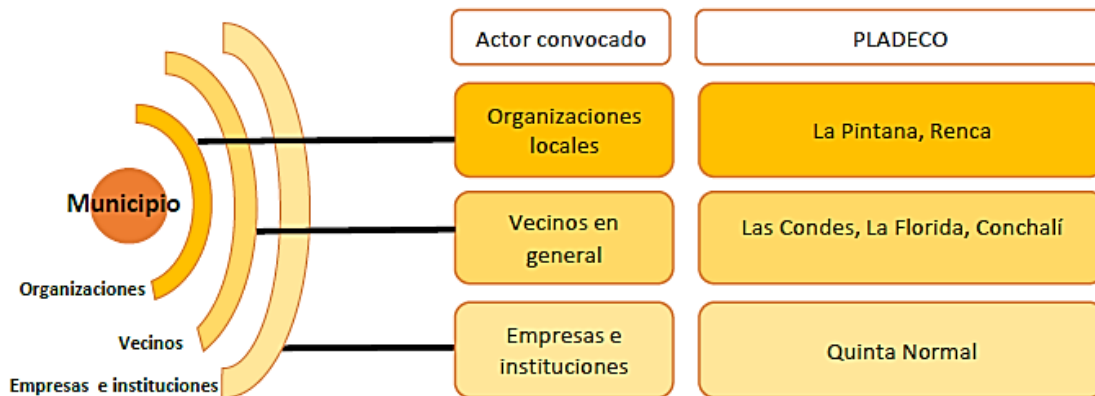 Actor convocado
PLADECO
Organizaciones
locales
La Pintana, Renca
Municipio
Vecinos en
general
Las Condes, La Florida, Conchalí
Organizaciones
Vecinos
Empresas e
instituciones
Quinta Normal
Empresas e instituciones